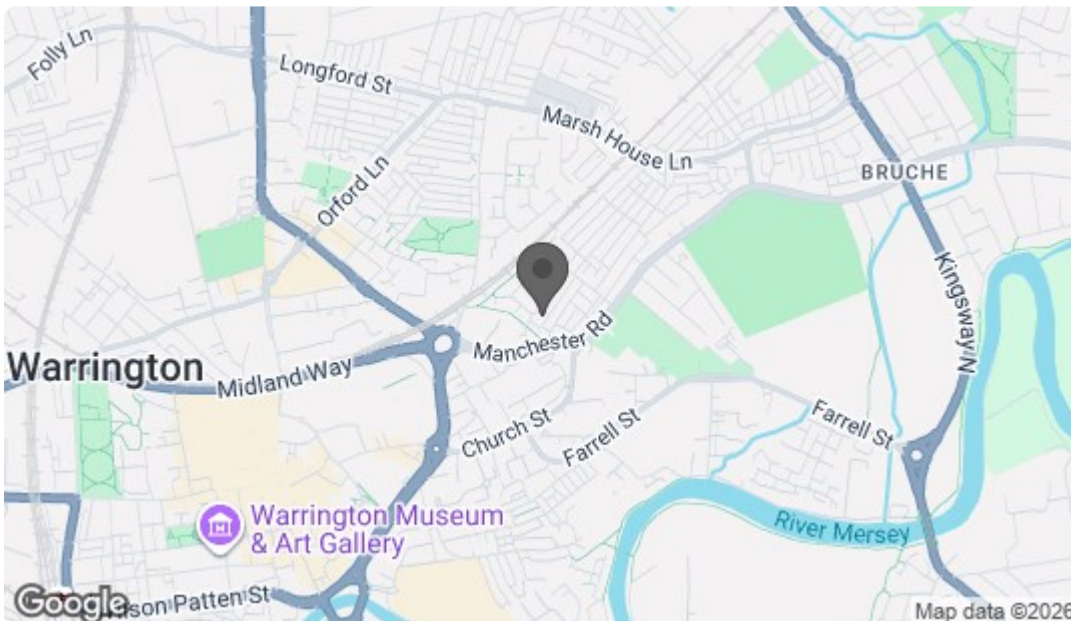 Folly Ln
Longford St
Marsh House Ln
BRUCHE
Orford Ln
Kingsway N
Manchester Rd
Warrington
Midland Way
Church St
Farrell St
Farrell St
Warrington Museum
& Art Gallery
River Mersey
Google
Patten St
Map data ©2026